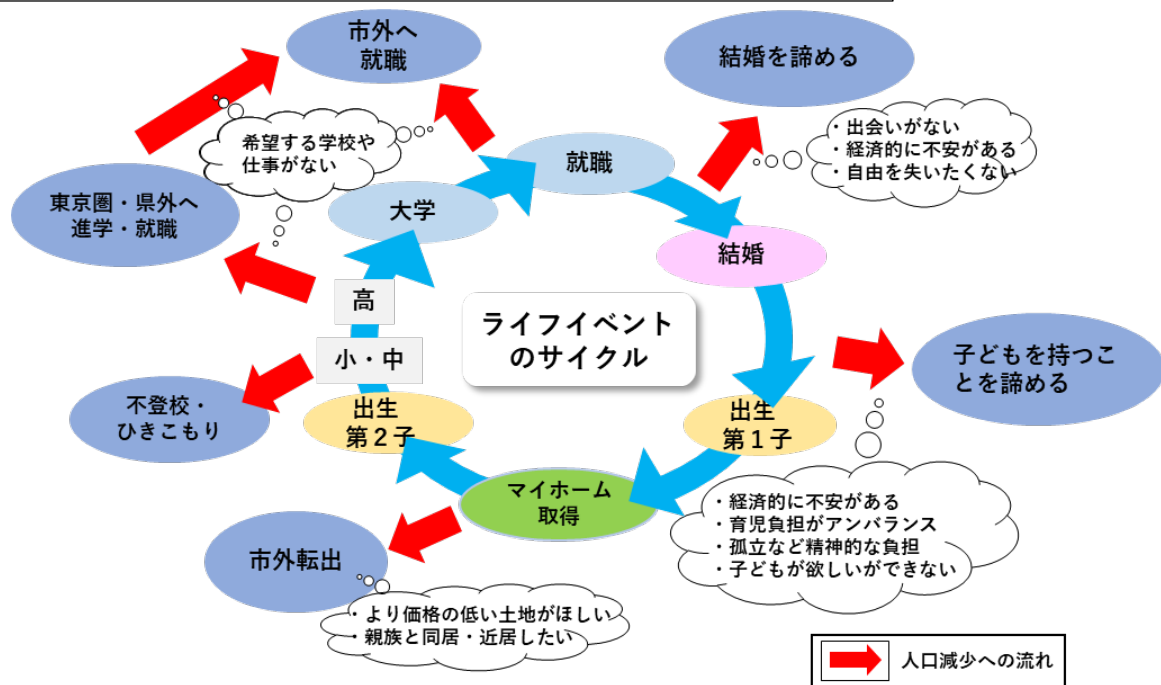 市外へ
就職
結婚を諦める
希望する学校や
仕事がない
・出会いがない
・経済的に不安がある
・自由を失いたくない
就職
東京圏・県外へ
進学・就職
大学
結婚
高
ライフイベント
のサイクル
小・中
子どもを持つこ
とを諦める
不登校・
ひきこもり
出生
第２子
出生
第１子
マイホーム
取得
・経済的に不安がある
・育児負担がアンバランス
・孤立など精神的な負担
・子どもが欲しいができない
市外転出
・より価格の低い土地がほしい
・親族と同居・近居したい
人口減少への流れ